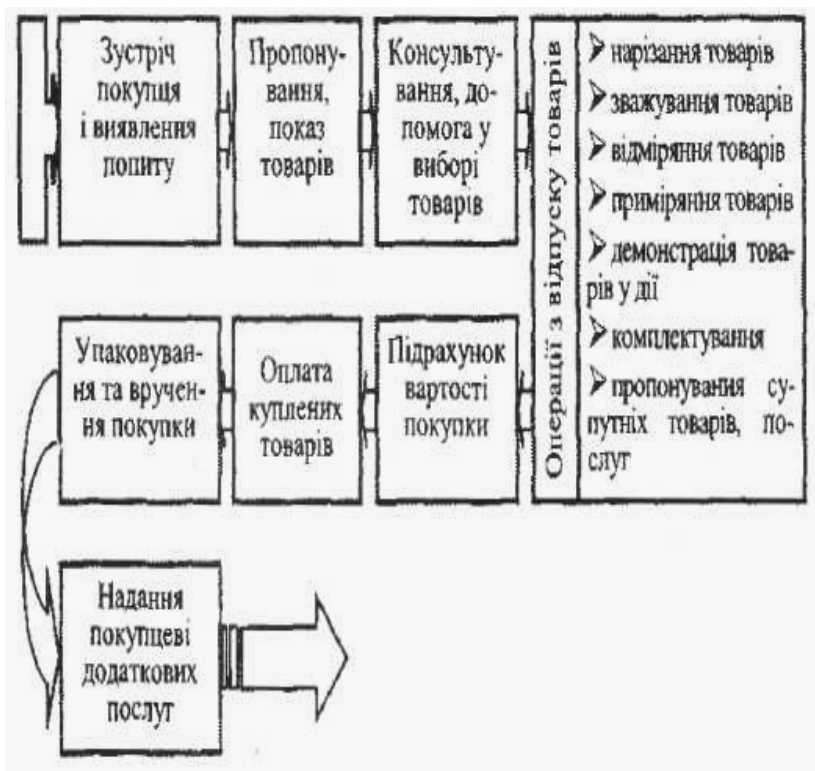 Зустріч
покупця
і виявлення
попиту
Пропону-
вання,
показ
товарів
Консульту-
вання, до-
помога у
виборі
товарів
Операції з відпуску товарів
нарізання товарів
зважування товарів
відміряння товарів
приміряння товарів
демонстрація това-
рів у дії
комплектування
пропонування су-
путніх товарів, по-
слуг
Підрахунок
вартості
покупки
Оплата
куплених
товарів
Упаковуван-
ня та вручен-
ня покупки
Надання
покупцеві
додаткових
послуг